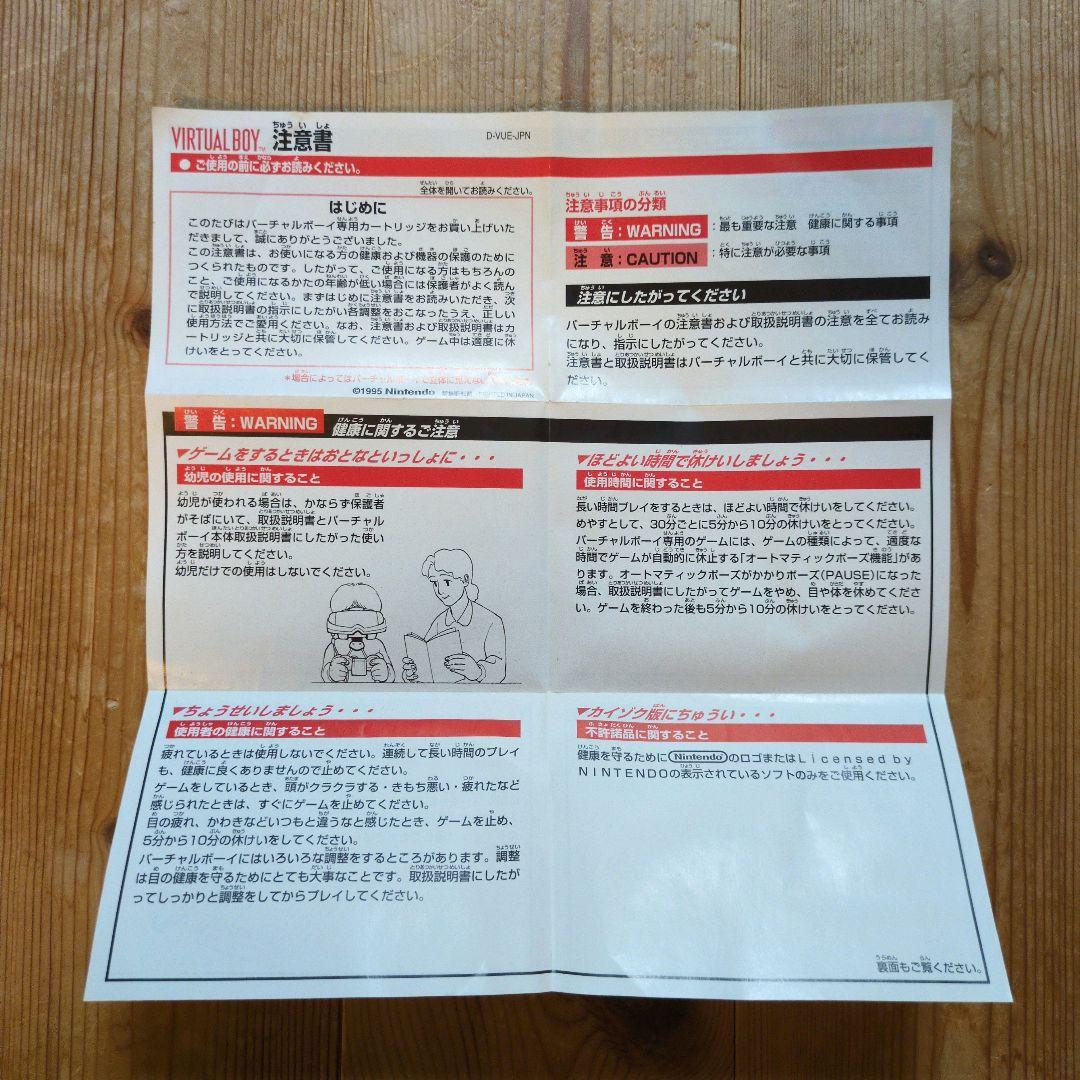 VIRTUAL BOY™ 注意書
D-VUE-JPN
● ご使用の前に必ずお読みください。
全体を開いてお読みください。
はじめに
このたびはバーチャルボーイ専用カートリッジをお買い上げいた
だきまして、誠にありがとうございました。
この注意書は、お使いになる方の健康および機器の保護のために
つくられたものです。したがって、ご使用になる方はもちろんの
こと、ご使用になるかたの年齢が低い場合には保護者がよく読ん
で説明してください。まずはじめに注意書をお読みいただき、次
に取扱説明書の指示にしたがい各調整をおこなったうえ、正しい
使用方法でご愛用ください。なお、注意書および取扱説明書はカ
ートリッジと共に大切に保管してください。ゲーム中は適度に休
けいをとってください。
*場合によってはバーチャルボーイで立体に見えない
©1995 Nintendo
IN JAPAN
注意事項の分類
警告:WARNING :最も重要な注意 健康に関する事項
注意:CAUTION :特に注意が必要な事項
注意にしたがってください
バーチャルボーイの注意書および取扱説明書の注意を全てお読み
になり、指示にしたがってください。
注意書と取扱説明書はバーチャルボーイと共に大切に保管してく
ださい。
警告:WARNING 健康に関するご注意
▼ゲームをするときはおとなといっしょに・・・
幼児の使用に関すること
幼児が使われる場合は、かならず保護者
がそばにいて、取扱説明書とバーチャル
ボーイ本体取扱説明書にしたがった使い
方を説明してください。
幼児だけでの使用はしないでください。
▼ほどよい時間で休けいしましょう・・・
使用時間に関すること
長い時間プレイをするときは、ほどよい時間で休けいをしてください。
めやすとして、30分ごとに5分から10分の休けいをとってください。
バーチャルボーイ専用のゲームには、ゲームの種類によって、適度な
時間でゲームが自動的に休止する「オートマティックポーズ機能」があ
ります。オートマティックポーズがかかりポーズ(PAUSE)になった
場合、取扱説明書にしたがってゲームをやめ、目や体を休めてくださ
い。ゲームを終わった後も5分から10分の休けいをとってください。
▼ちょうせいしましょう・・・
使用者の健康に関すること
疲れているときは使用しないでください。連続して長い時間のプレイ
も、健康に良くありませんので止めてください。
ゲームをしているとき、頭がクラクラする・きもち悪い・疲れたなど
感じられたときは、すぐにゲームを止めてください。
目の疲れ、かわきなどいつもと違うなと感じたとき、ゲームを止め、
5分から10分の休けいをしてください。
バーチャルボーイにはいろいろな調整をするところがあります。調整
は目の健康を守るためにとても大事なことです。取扱説明書にしたが
ってしっかりと調整をしてからプレイしてください。
▼カイゾク版にちゅうい・・・
不許諾品に関すること
健康を守るためにNintendoのロゴまたはLicensed by
NINTENDOの表示されているソフトのみをご使用ください。
裏面もご覧ください。